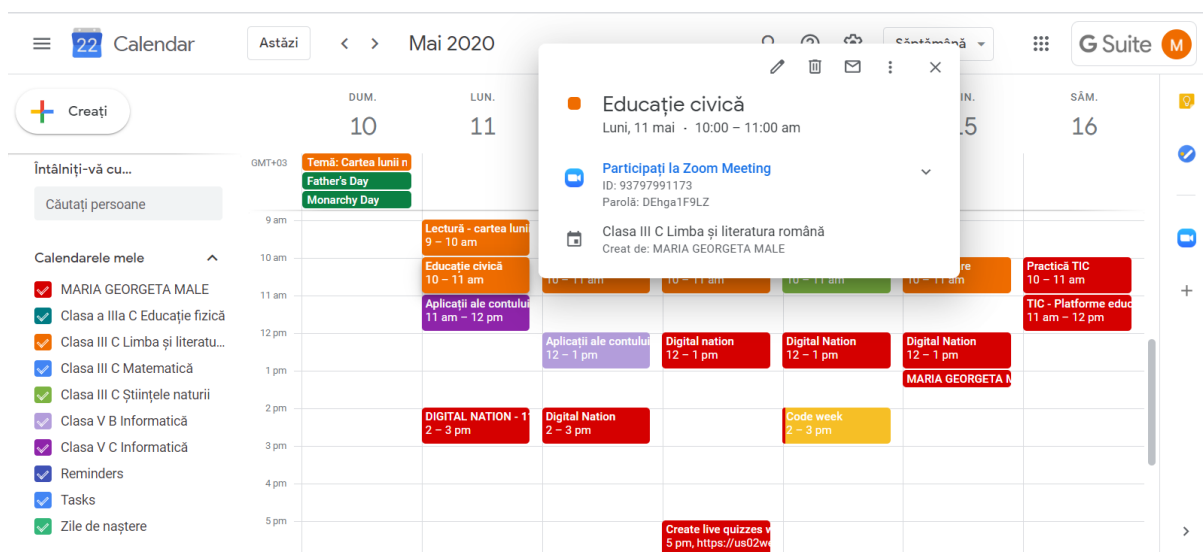 22 Calendar
Astăzi
Mai 2020
G Suite M
Creați
DUM.
10
LUN.
11
IN.
5
SÂM.
16
GMT+03
Temă: Cartea lunii n
Father's Day
Monarchy Day
Educație civică
Luni, 11 mai · 10:00 – 11:00 am
Participați la Zoom Meeting
ID: 93797991173
Parolă: DEhga1F9LZ
Clasa III C Limba și literatura română
Creat de: MARIA GEORGETA MALE
Întâlniți-vă cu...
Căutați persoane
Calendarele mele
MARIA GEORGETA MALE
Clasa a IIIa C Educație fizică
Clasa III C Limba și literatu...
Clasa III C Matematică
Clasa III C Științele naturii
Clasa V B Informatică
Clasa V C Informatică
Reminders
Tasks
Zile de naștere
9 am
10 am
11 am
12 pm
1 pm
2 pm
3 pm
4 pm
5 pm
Lectură - cartea luni
9 – 10 am
Educație civică
10 – 11 am
Aplicații ale contului
11 am – 12 pm
DIGITAL NATION - 1
2 – 3 pm
10 – 11 am
Aplicații ale contului
12 – 1 pm
Digital Nation
2 – 3 pm
10 – 11 am
Digital nation
12 – 1 pm
Create live quizzes w
5 pm, https://us02we
10 – 11 am
Digital Nation
12 – 1 pm
Code week
2 – 3 pm
re
10 – 11 am
Digital Nation
12 – 1 pm
MARIA GEORGETA M
Practică TIC
10 – 11 am
TIC - Platforme educ
11 am – 12 pm